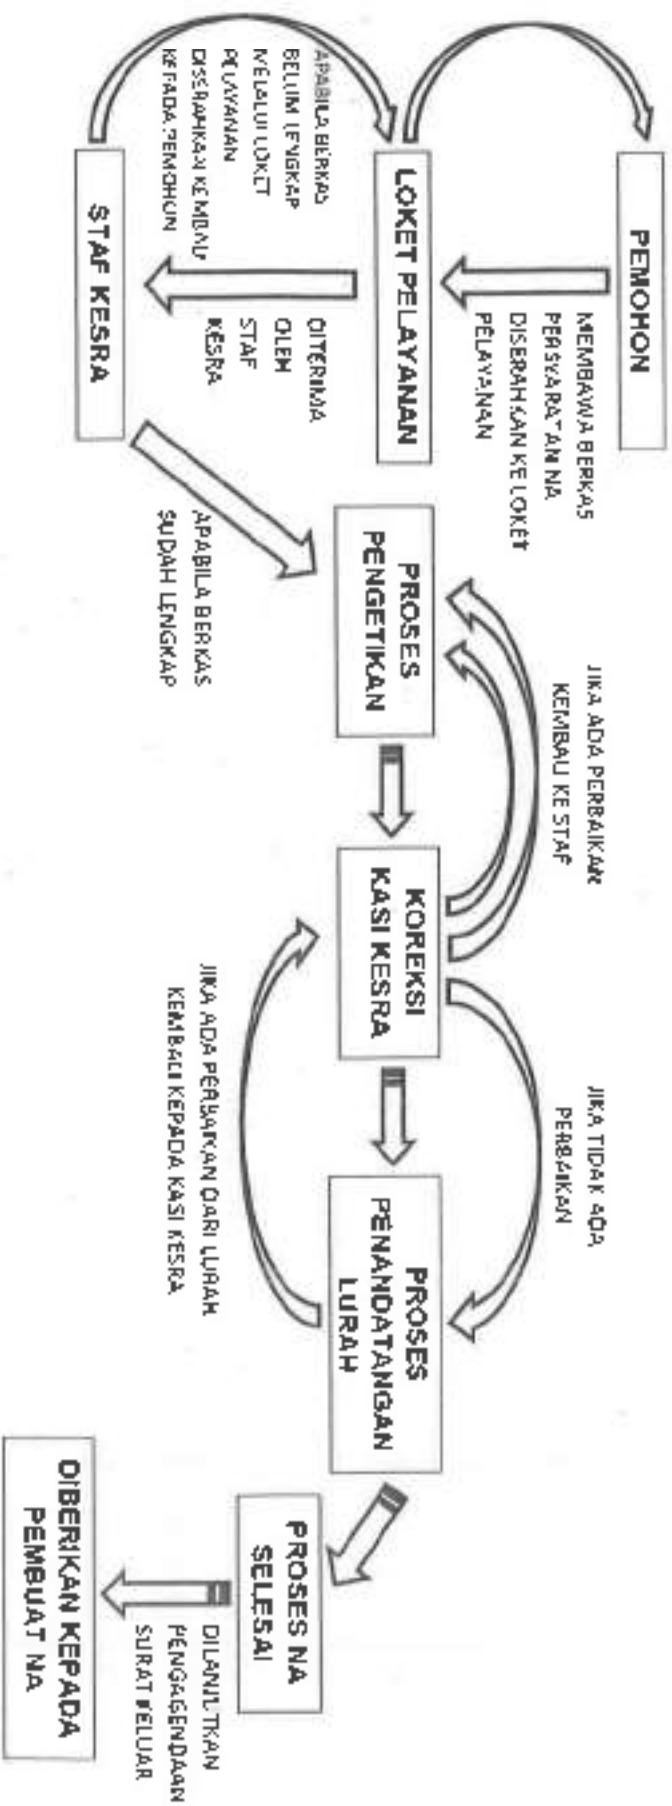 PEMOHON
MEMBAWA BERKAS
PERSYARATAN NA
DISERAHKAN KE LOKET
PELAYANAN
LOKET PELAYANAN
DITERIMA
OLEH
STAF
KESRA
APABILA BERKAS
BELUM LENGKAP
MELALUI LOKET
PELAYANAN
DISERAHKAN KEMBALI
KEPADA PEMOHON
STAF KESRA
APABILA BERKAS
SUDAH LENGKAP
PROSES
PENGETIKAN
JIKA ADA PERBAIKAN
KEMBALI KE STAF
KOREKSI
KASI KESRA
JIKA TIDAK ADA
PERBAIKAN
JIKA ADA PERBAIKAN DARI LURAH
KEMBALI KEPADA KASI KESRA
PROSES
PENANDATANGAN
LURAH
PROSES NA
SELESAI
DILANJUTKAN
PENGAGENDAAN
SURAT KELUAR
DIBERIKAN KEPADA
PEMBUAT NA